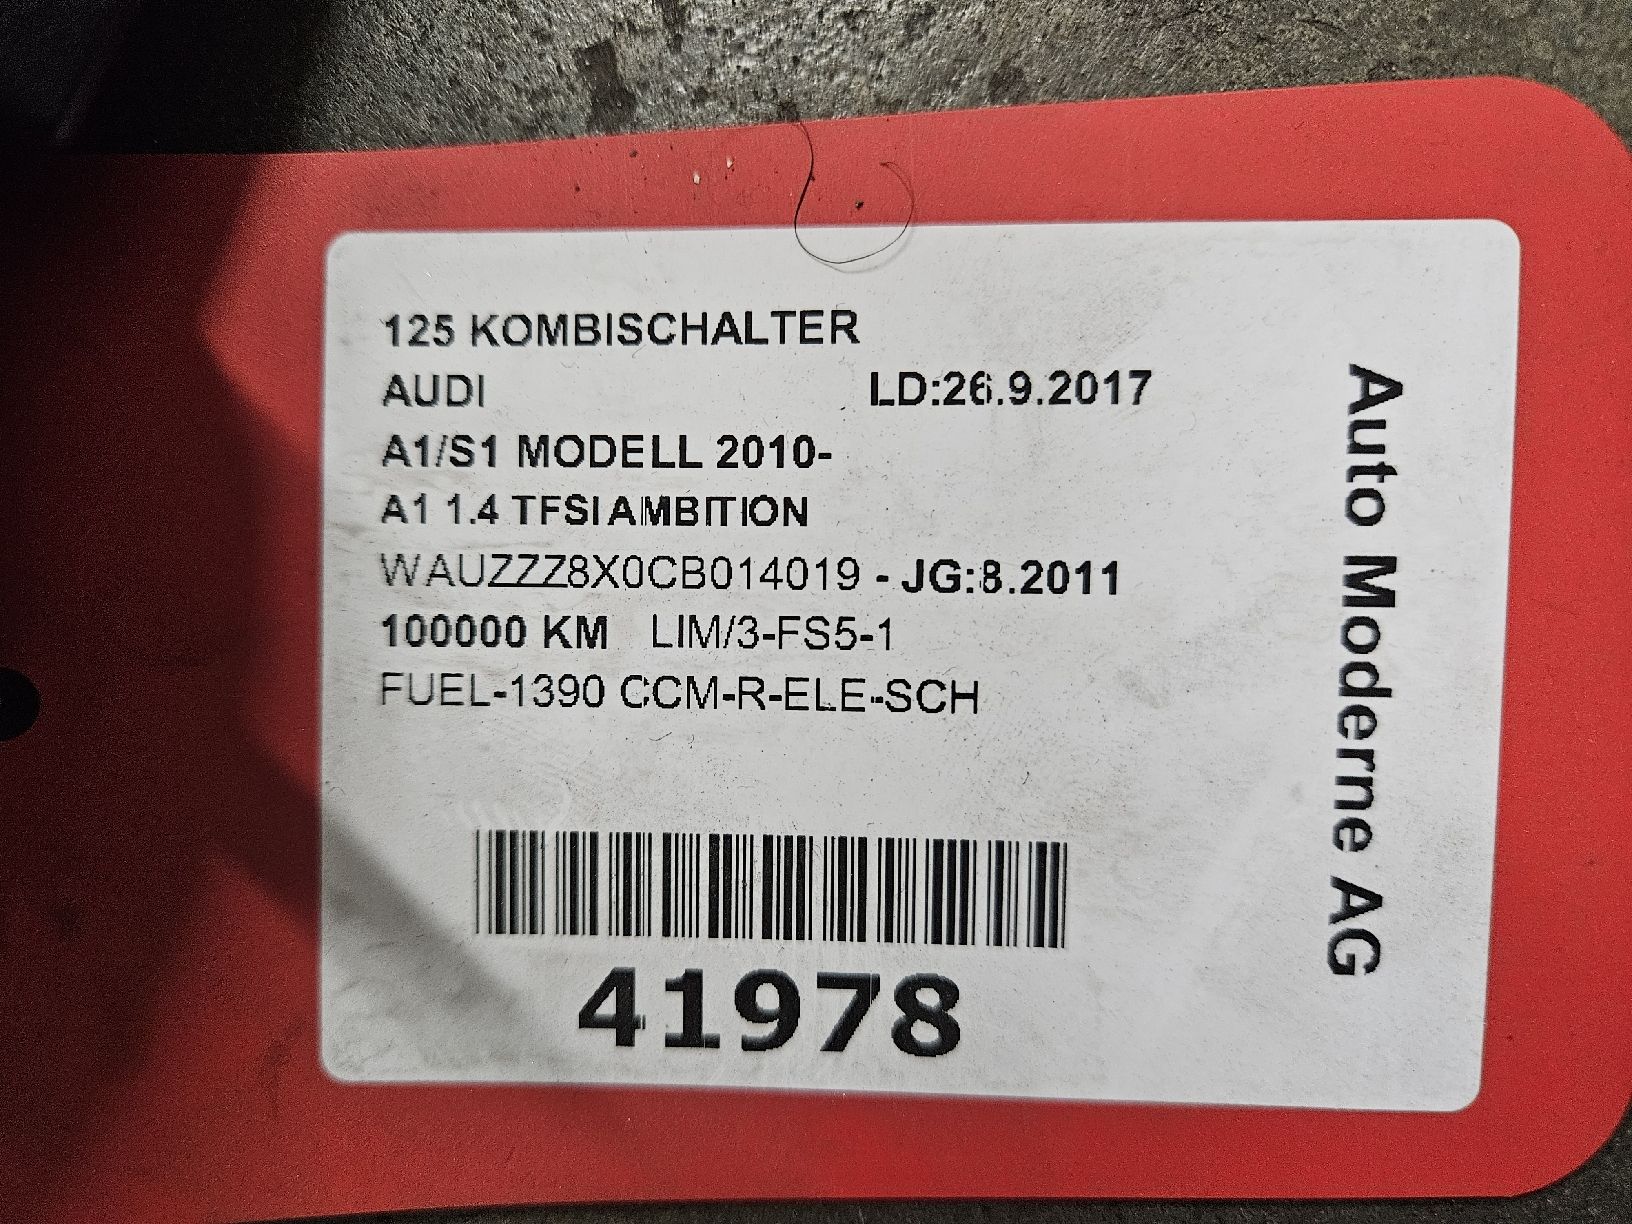 125 KOMBISCHALTER
AUDI LD:26.9.2017
A1/S1 MODELL 2010-
A1 1.4 TFSI AMBITION
WAUZZZ8X0CB014019 - JG:8.2011
100000 KM LIM/3-FS5-1
FUEL-1390 CCM-R-ELE-SCH
41978
Auto Moderne AG